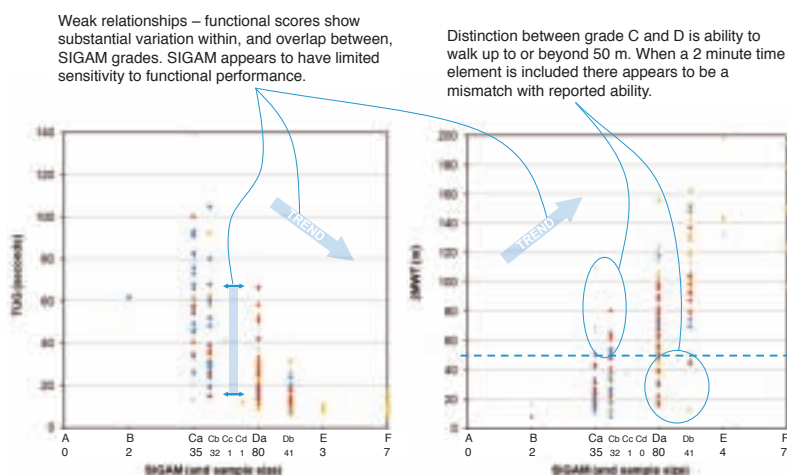 Weak relationships – functional scores show
substantial variation within, and overlap between,
SIGAM grades. SIGAM appears to have limited
sensitivity to functional performance.
Distinction between grade C and D is ability to
walk up to or beyond 50 m. When a 2 minute time
element is included there appears to be a
mismatch with reported ability.
140
120
100
80
60
40
20
0
TUG (seconds)
TREND
A B Ca Cb Cc Cd Da Db E F
0 2 35 32 1 1 80 41 3 7
SIGAM (and sample size)
200
180
160
140
120
100
80
60
40
20
0
2MWT (m)
TREND
A B Ca Cb Cc Cd Da Db E F
0 2 35 32 1 0 80 41 4 7
SIGAM (and sample size)